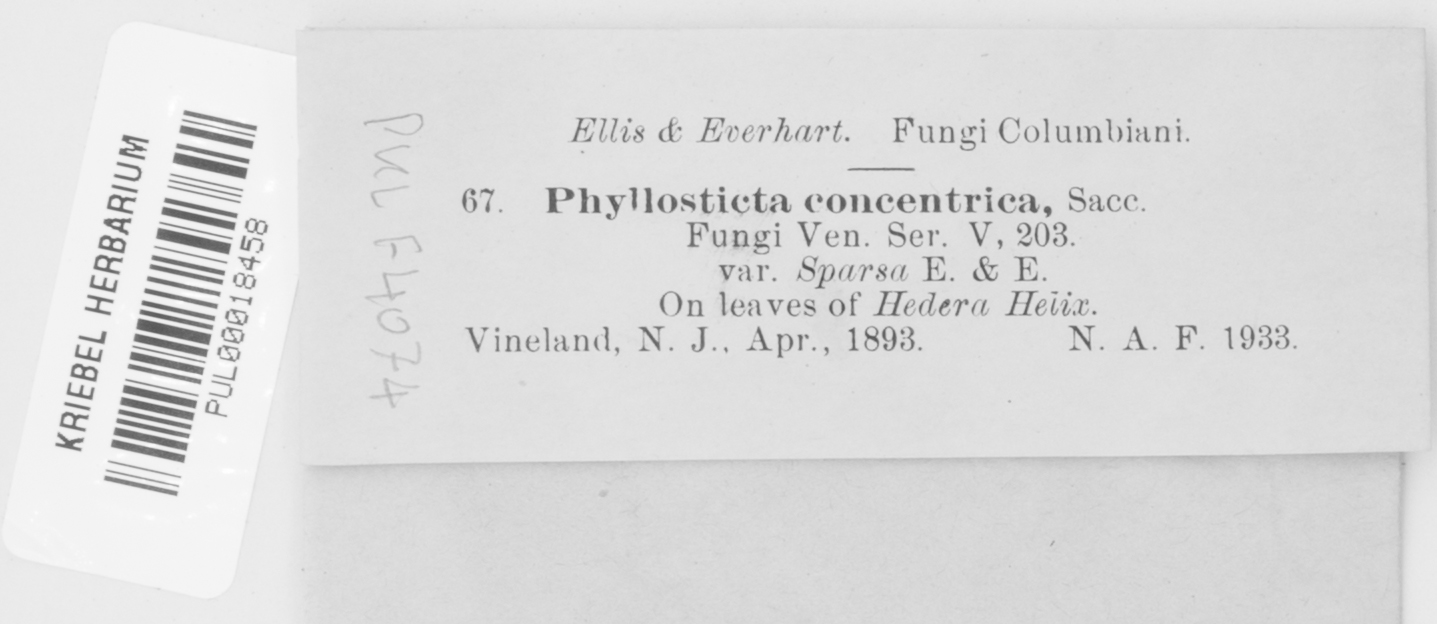 KRIEBEL HERBARIUM
PUL00018458
PUL F4074
Ellis & Everhart. Fungi Columbiani.
67. Phyllosticta concentrica, Sacc.
Fungi Ven. Ser. V, 203.
var. Sparsa E. & E.
On leaves of Hedera Helix.
Vineland, N. J., Apr., 1893. N. A. F. 1933.